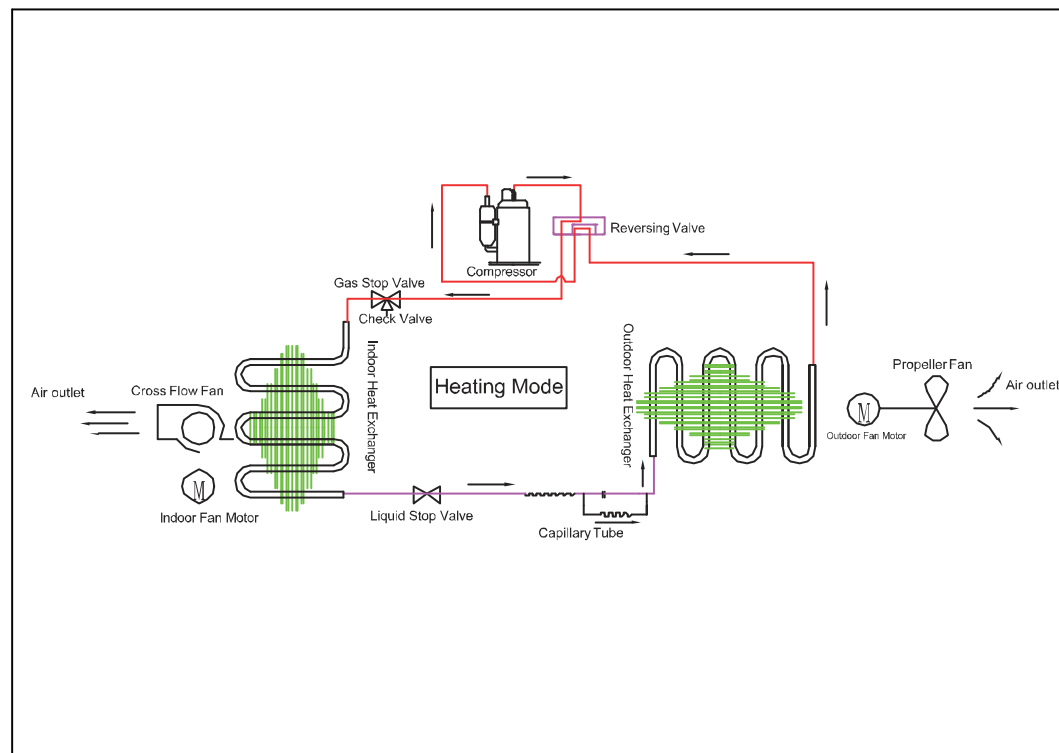 Reversing Valve
Compressor
Gas Stop Valve
Check Valve
Indoor Heat Exchanger
Outdoor Heat Exchanger
Heating Mode
Propeller Fan
Air outlet
Cross Flow Fan
Air outlet
M
Outdoor Fan Motor
M
Indoor Fan Motor
Liquid Stop Valve
Capillary Tube